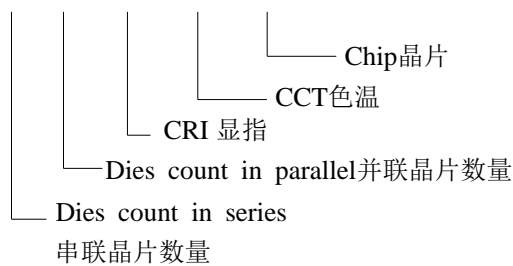 Chip晶片
CCT色温
CRI 显指
Dies count in parallel并联晶片数量
Dies count in series
串联晶片数量